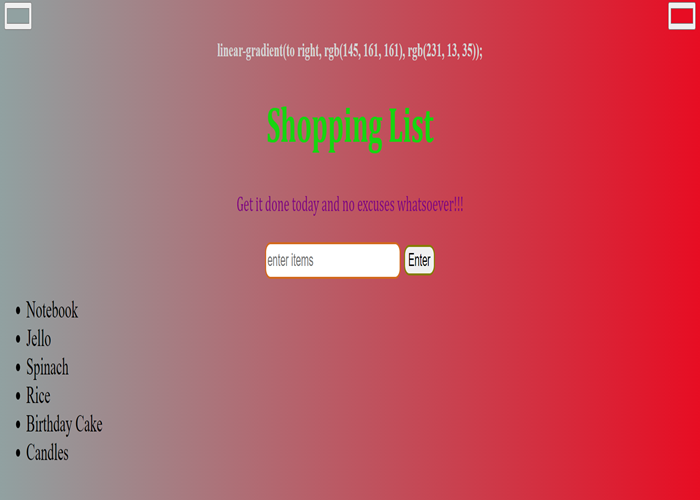 linear-gradient(to right, rgb(145, 161, 161), rgb(231, 13, 35));
Shopping List
Get it done today and no excuses whatsoever!!!
enter items Enter
• Notebook
• Jello
• Spinach
• Rice
• Birthday Cake
• Candles